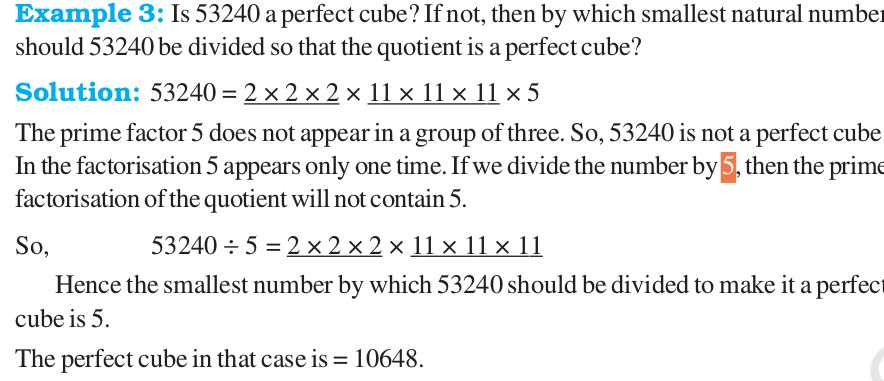 Example 3: Is 53240 a perfect cube? If not, then by which smallest natural number
should 53240 be divided so that the quotient is a perfect cube?
Solution: 53240 = 2 × 2 × 2 × 11 × 11 × 11 × 5
The prime factor 5 does not appear in a group of three. So, 53240 is not a perfect cube
In the factorisation 5 appears only one time. If we divide the number by 5, then the prime
factorisation of the quotient will not contain 5.
So, 53240 ÷ 5 = 2 × 2 × 2 × 11 × 11 × 11
Hence the smallest number by which 53240 should be divided to make it a perfect
cube is 5.
The perfect cube in that case is = 10648.